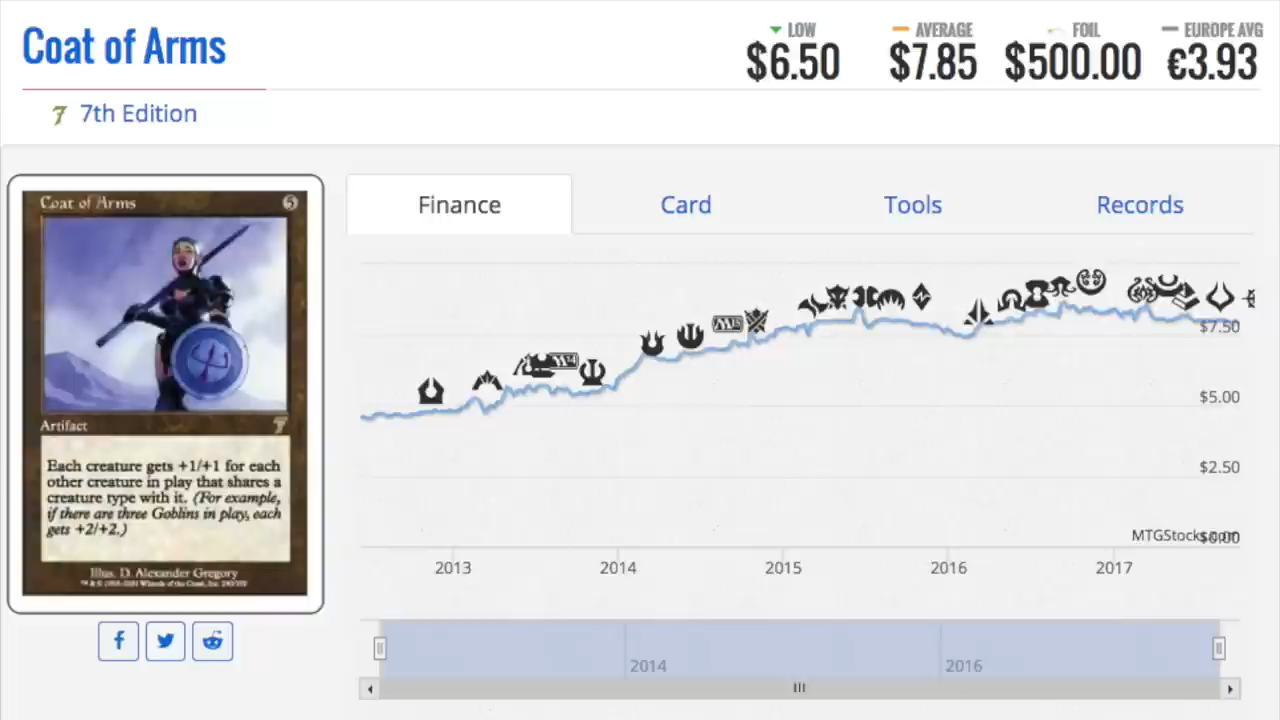 Coat of Arms
LOW
$6.50
AVERAGE
$7.85
FOIL
$500.00
EUROPE AVG
€3.93
7th Edition
Finance
Card
Tools
Records
Coat of Arms
5
Artifact
Each creature gets +1/+1 for each
other creature in play that shares a
creature type with it. (For example,
if there are three Goblins in play, each
gets +2/+2.)
Illus. D. Alexander Gregory
$7.50
$5.00
$2.50
$0.00
MTGStocks.com
2013
2014
2015
2016
2017
2014
2016